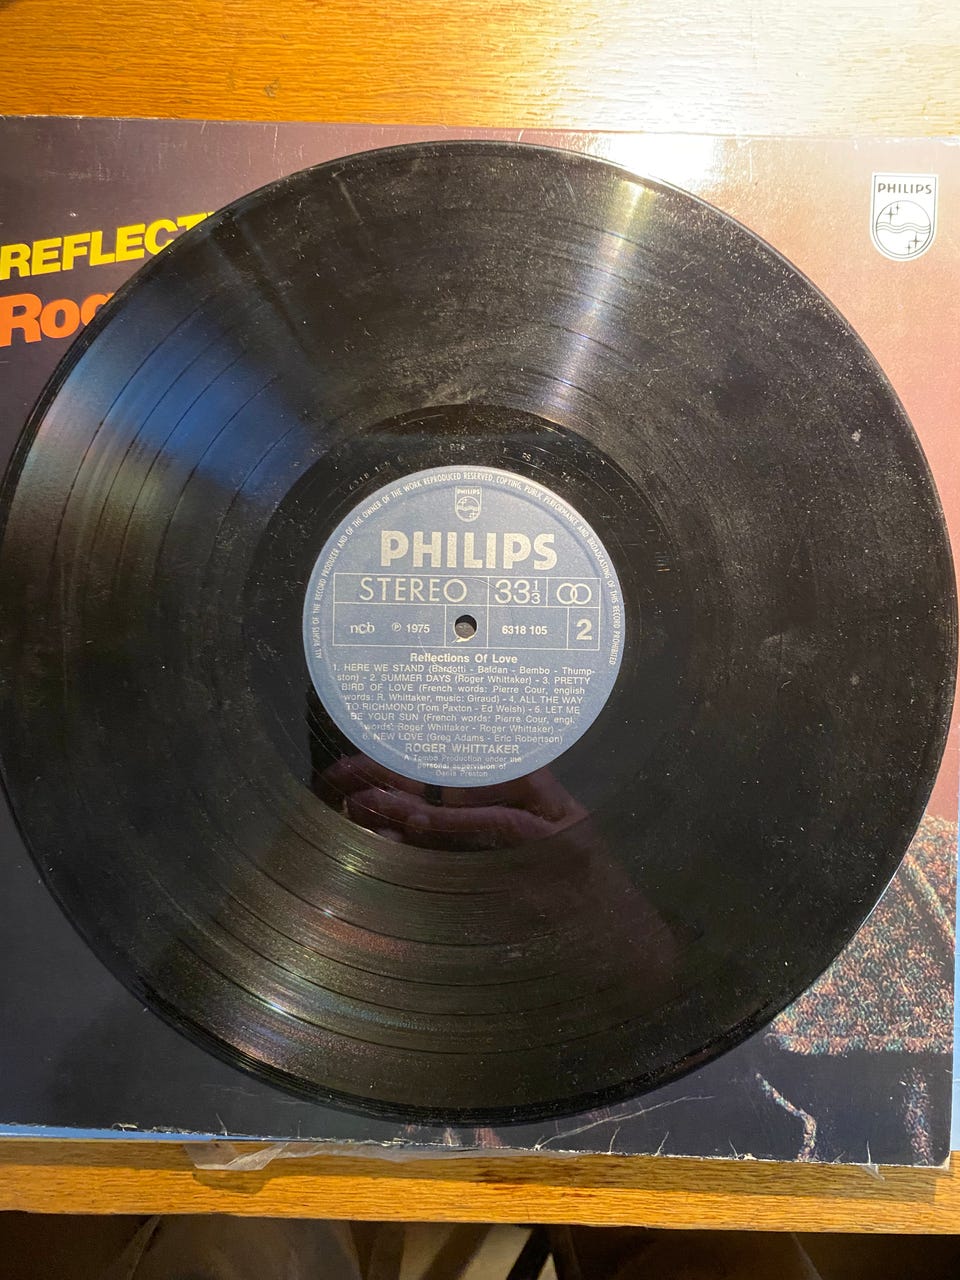 PHILIPS
REFLECT
Rog
ALL RIGHTS OF THE RECORD PRODUCER AND OF THE OWNER OF THE WORK REPRODUCED RESERVED. COPYING, PUBLIC PERFORMANCE AND BROADCASTING OF THIS RECORD PROHIBITED
PHILIPS
PHILIPS
STEREO 33 1/3
ncb ℗ 1975 6318 105 2
Reflections Of Love
1. HERE WE STAND (Bardotti - Baldan - Bembo - Thump-
ston) - 2. SUMMER DAYS (Roger Whittaker) - 3. PRETTY
BIRD OF LOVE (French words: Pierre Cour, english
words: R. Whittaker, music: Giraud) - 4. ALL THE WAY
TO RICHMOND (Tom Paxton - Ed Welsh) - 5. LET ME
BE YOUR SUN (French words: Pierre Cour, engl.
words: Roger Whittaker - Roger Whittaker) -
6. NEW LOVE (Greg Adams - Eric Robertson)
ROGER WHITTAKER
A Tembo Production under the
personal supervision of
Denis Preston